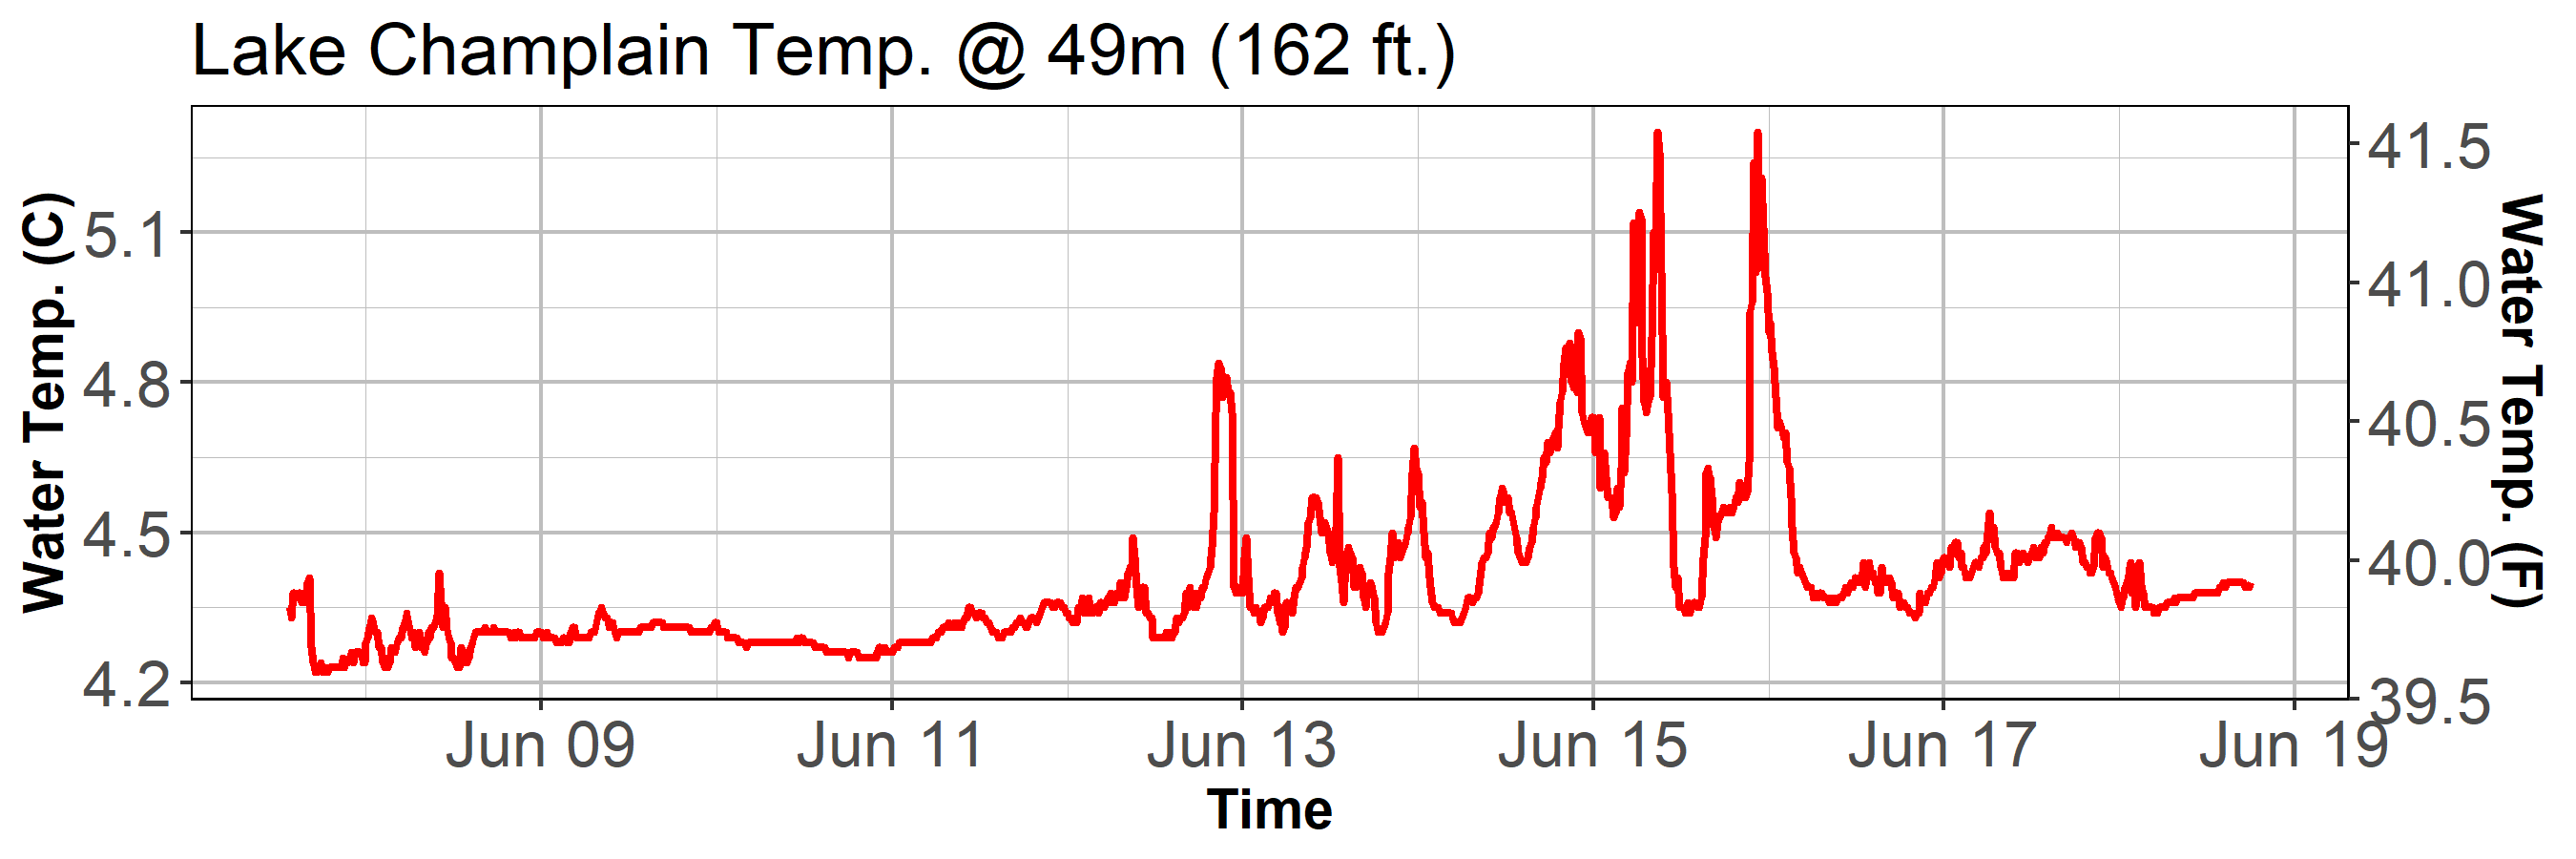 Lake Champlain Temp. @ 49m (162 ft.)
Water Temp. (C)
5.1
4.8
4.5
4.2
41.5
41.0
40.5
40.0
39.5
Water Temp. (F)
Jun 09 Jun 11 Jun 13 Jun 15 Jun 17 Jun 19
Time